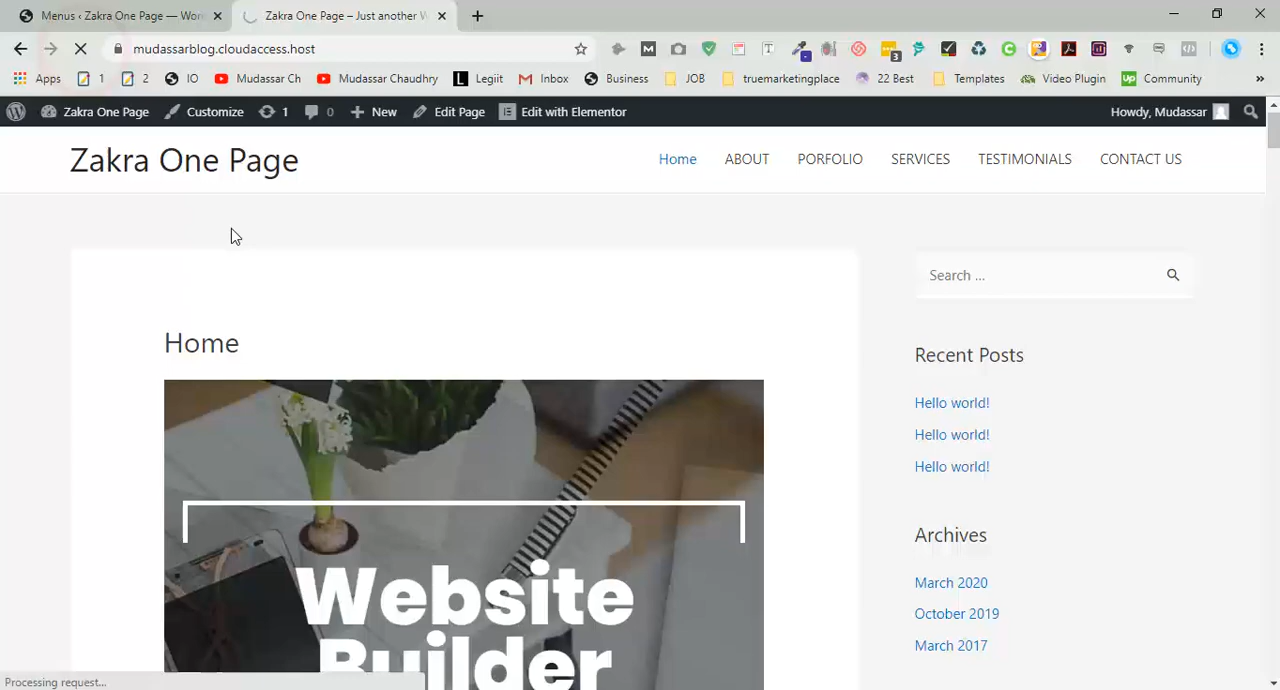 Menus ‹ Zakra One Page — Wor
Zakra One Page – Just another W
mudassarblog.cloudaccess.host
Apps 1 2 IO Mudassar Ch Mudassar Chaudhry Legiit Inbox Business JOB truemarketingplace 22 Best Templates Video Plugin Community »
Zakra One Page Customize 1 0 New Edit Page Edit with Elementor Howdy, Mudassar
Zakra One Page
Home ABOUT PORFOLIO SERVICES TESTIMONIALS CONTACT US
Search ...
Home
Recent Posts
Hello world!
Hello world!
Hello world!
Archives
March 2020
October 2019
March 2017
Website
Builder
Processing request...